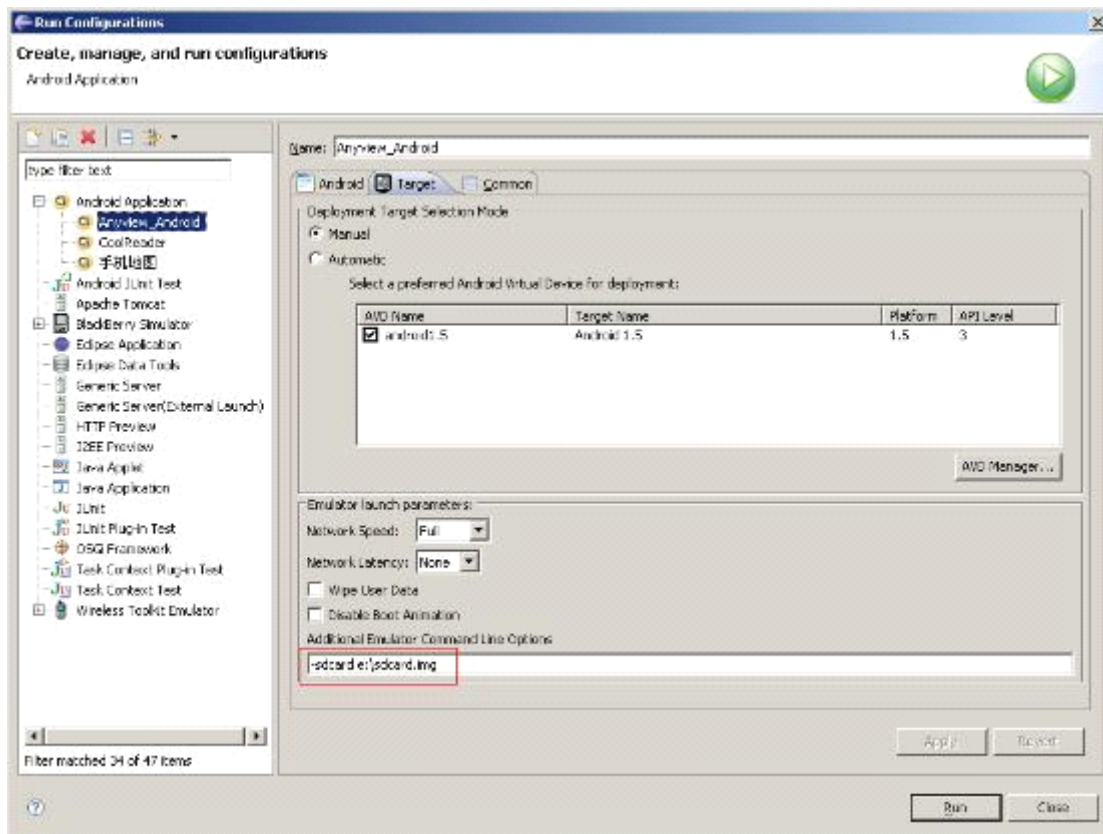 Run Configurations
Create, manage, and run configurations
Android Application
type filter text
Android Application
Anyview_Android
CoolReader
手机地图
Android JUnit Test
Apache Tomcat
BlackBerry Simulator
Eclipse Application
Eclipse Data Tools
Generic Server
Generic Server(External Launch)
HTTP Preview
J2EE Preview
Java Applet
Java Application
JUnit
JUnit Plug-in Test
OSGi Framework
Task Context Plug-in Test
Task Context Test
Wireless Toolkit Emulator
Filter matched 34 of 47 items
Name: Anyview_Android
Android Target Common
Deployment Target Selection Mode
Manual
Automatic
Select a preferred Android Virtual Device for deployment:
AVD Name Target Name Platform API Level
android1.5 Android 1.5 1.5 3
AVD Manager...
Emulator launch parameters:
Network Speed: Full
Network Latency: None
Wipe User Data
Disable Boot Animation
Additional Emulator Command Line Options
-sdcard e:\sdcard.img
Apply Revert
Run Close